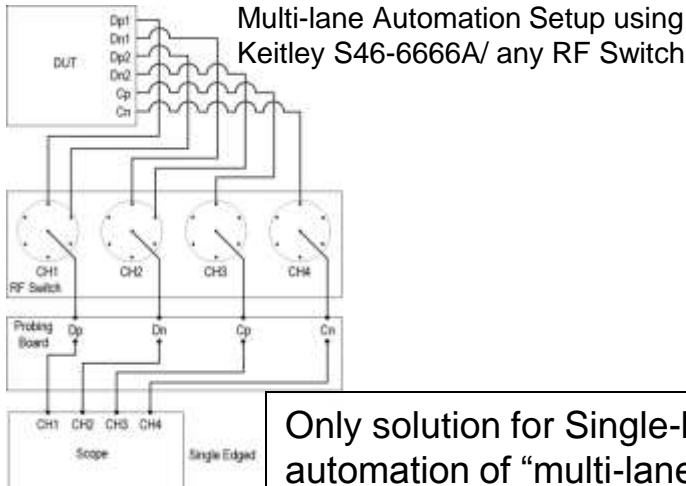 Multi-lane Automation Setup using
Keitley S46-6666A/ any RF Switch
DUT
Dp1
Dn1
Dp2
Dn2
Cp
Cn
CH1
CH2
CH3
CH4
RF Switch
Probing
Board
Dp
Dn
Cp
Cn
CH1
CH2
CH3
CH4
Scope
Single Edged
Only solution for Single-
automation of “multi-lane